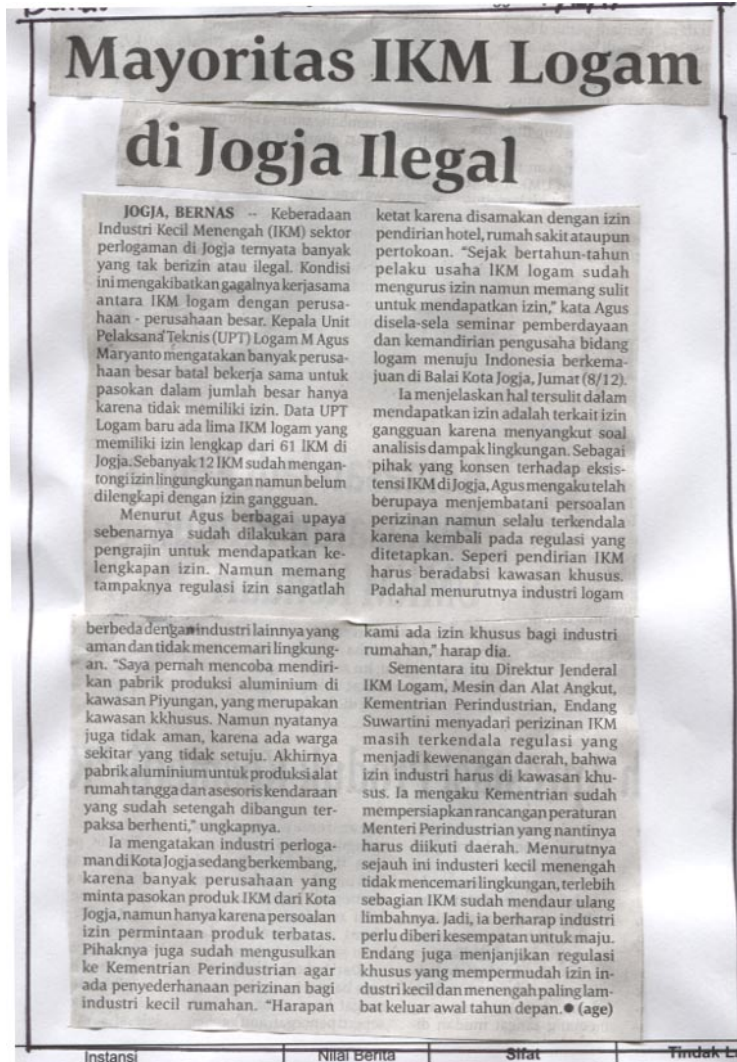 Mayoritas IKM Logam
di Jogja Ilegal
JOGJA, BERNAS -- Keberadaan
Industri Kecil Menengah (IKM) sektor
perlogaman di Jogja ternyata banyak
yang tak berizin atau ilegal. Kondisi
ini mengakibatkan gagalnya kerjasama
antara IKM logam dengan perusa-
haan - perusahaan besar. Kepala Unit
Pelaksana Teknis (UPT) Logam M Agus
Maryanto mengatakan banyak perusa-
haan besar batal bekerja sama untuk
pasokan dalam jumlah besar hanya
karena tidak memiliki izin. Data UPT
Logam baru ada lima IKM logam yang
memiliki izin lengkap dari 61 IKM di
Jogja. Sebanyak 12 IKM sudah mengan-
tongi izin lingungkungan namun belum
dilengkapi dengan izin gangguan.
Menurut Agus berbagai upaya
sebenarnya sudah dilakukan para
pengrajin untuk mendapatkan ke-
lengkapan izin. Namun memang
tampaknya regulasi izin sangatlah
ketat karena disamakan dengan izin
pendirian hotel, rumah sakit ataupun
pertokoan. "Sejak bertahun-tahun
pelaku usaha IKM logam sudah
mengurus izin namun memang sulit
untuk mendapatkan izin," kata Agus
disela-sela seminar pemberdayaan
dan kemandirian pengusaha bidang
logam menuju Indonesia berkema-
juan di Balai Kota Jogja, Jumat (8/12).
Ia menjelaskan hal tersulit dalam
mendapatkan izin adalah terkait izin
gangguan karena menyangkut soal
analisis dampak lingkungan. Sebagai
pihak yang konsen terhadap eksis-
tensi IKM di Jogja, Agus mengaku telah
berupaya menjembatani persoalan
perizinan namun selalu terkendala
karena kembali pada regulasi yang
ditetapkan. Seperi pendirian IKM
harus beradabsi kawasan khusus.
Padahal menurutnya industri logam
berbeda dengan industri lainnya yang
aman dan tidak mencemari lingkung-
an. "Saya pernah mencoba mendiri-
kan pabrik produksi aluminium di
kawasan Piyungan, yang merupakan
kawasan kkhusus. Namun nyatanya
juga tidak aman, karena ada warga
sekitar yang tidak setuju. Akhirnya
pabrik aluminium untuk produksi alat
rumah tangga dan asesoris kendaraan
yang sudah setengah dibangun ter-
paksa berhenti," ungkapnya.
Ia mengatakan industri perloga-
man di Kota Jogja sedang berkembang,
karena banyak perusahaan yang
minta pasokan produk IKM dari Kota
Jogja, namun hanya karena persoalan
izin permintaan produk terbatas.
Pihaknya juga sudah mengusulkan
ke Kementrian Perindustrian agar
ada penyederhanaan perizinan bagi
industri kecil rumahan. "Harapan
kami ada izin khusus bagi industri
rumahan," harap dia.
Sementara itu Direktur Jenderal
IKM Logam, Mesin dan Alat Angkut,
Kementrian Perindustrian, Endang
Suwartini menyadari perizinan IKM
masih terkendala regulasi yang
menjadi kewenangan daerah, bahwa
izin industri harus di kawasan khu-
sus. Ia mengaku Kementrian sudah
mempersiapkan rancangan peraturan
Menteri Perindustrian yang nantinya
harus diikuti daerah. Menurutnya
sejauh ini industeri kecil menengah
tidak mencemari lingkungan, terlebih
sebagian IKM sudah mendaur ulang
limbahnya. Jadi, ia berharap industri
perlu diberi kesempatan untuk maju.
Endang juga menjanjikan regulasi
khusus yang mempermudah izin in-
dustri kecil dan menengah paling lam-
bat keluar awal tahun depan.● (age)
Instansi Nilai Berita Sifat Tindak